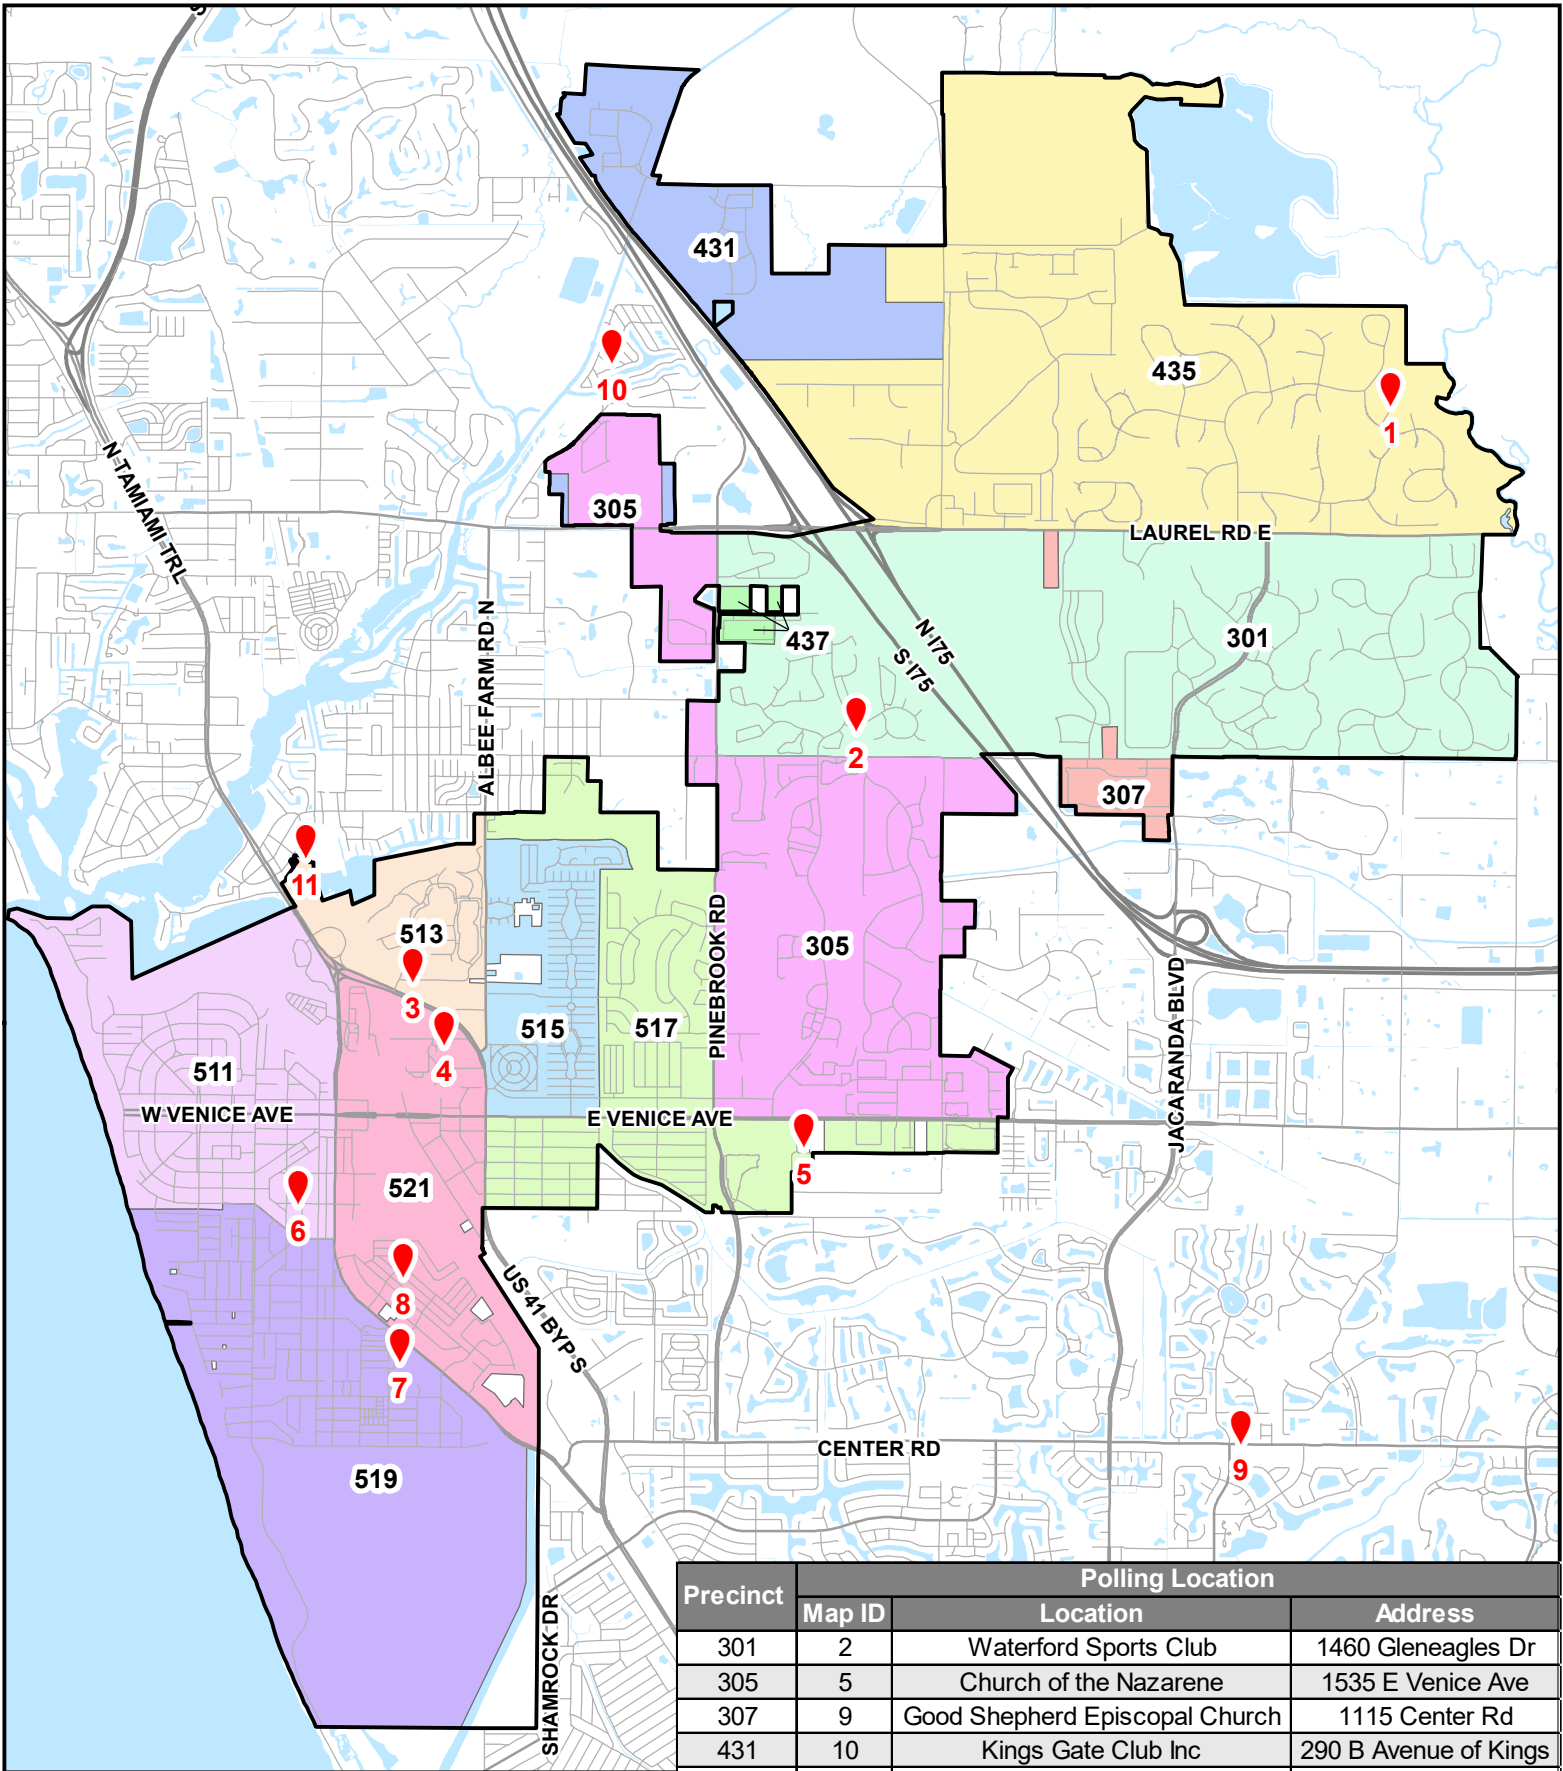 S
431
10
435
1
305
N TAMIAMI TRL
LAUREL RD E
437
N I75
S I75
301
ALBEE FARM RD N
2
307
11
513
3
PINEBROOK RD
305
4
515
517
511
JACARANDA BLVD
W VENICE AVE
E VENICE AVE
5
521
6
8
US 41 BYP S
7
CENTER RD
9
519
SHAMROCK DR
Precinct Polling Location
Map ID Location Address
301 2 Waterford Sports Club 1460 Gleneagles Dr
305 5 Church of the Nazarene 1535 E Venice Ave
307 9 Good Shepherd Episcopal Church 1115 Center Rd
431 10 Kings Gate Club Inc 290 B Avenue of Kings